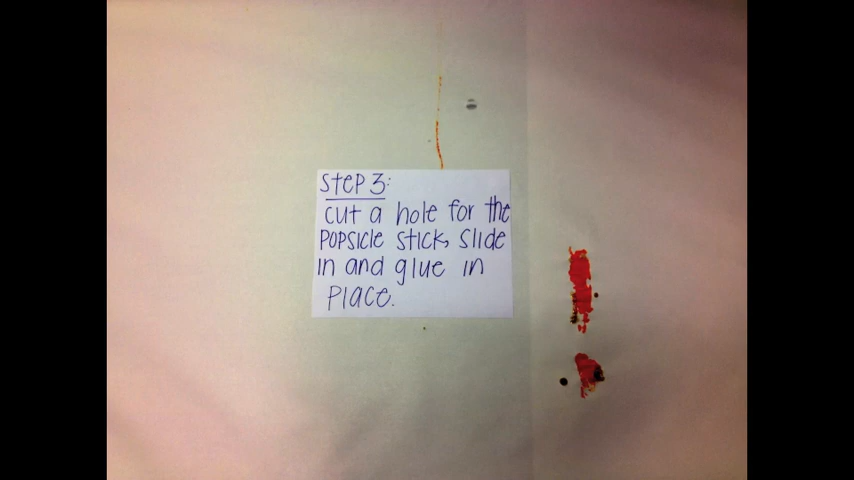 STEP 3:
CUT A hole for the
POPSICLE STICK, SLIDE
IN and glue in
PLACE.